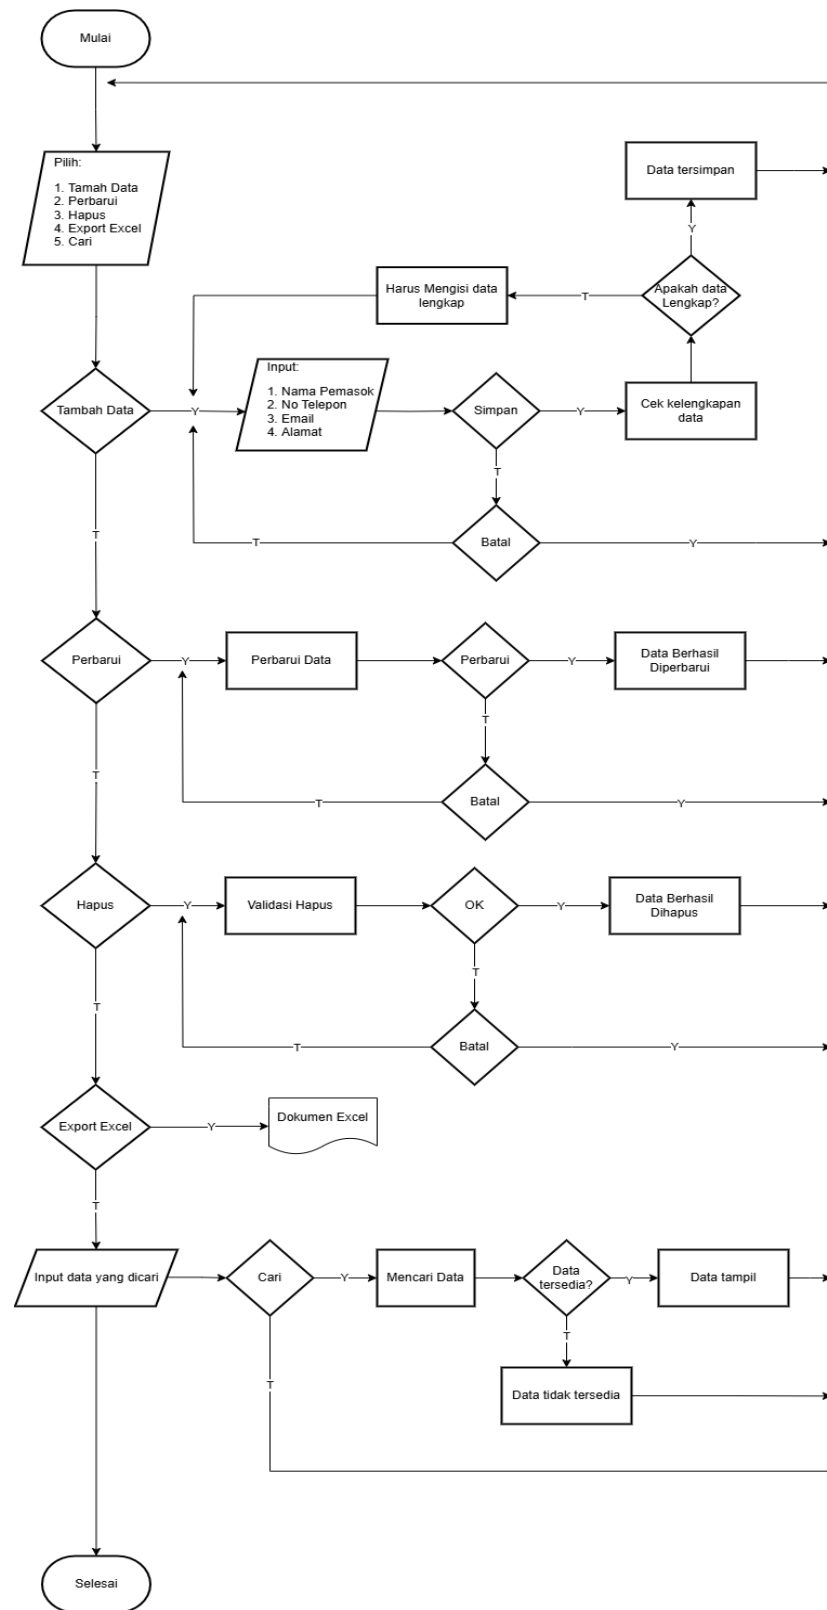 Mulai
Pilih:
1. Tamah Data
2. Perbarui
3. Hapus
4. Export Excel
5. Cari
Data tersimpan
Y
Harus Mengisi data
lengkap
T
Apakah data
Lengkap?
Tambah Data
Y
Input:
1. Nama Pemasok
2. No Telepon
3. Email
4. Alamat
Simpan
Y
Cek kelengkapan
data
T
T
T
Batal
Y
Perbarui
Y
Perbarui Data
Perbarui
Y
Data Berhasil
Diperbarui
T
T
T
Batal
Y
Hapus
Y
Validasi Hapus
OK
Y
Data Berhasil
Dihapus
T
T
T
Batal
Y
Export Excel
Y
Dokumen Excel
T
Input data yang dicari
Cari
Y
Mencari Data
Data
tersedia?
Y
Data tampil
T
T
Data tidak tersedia
Selesai